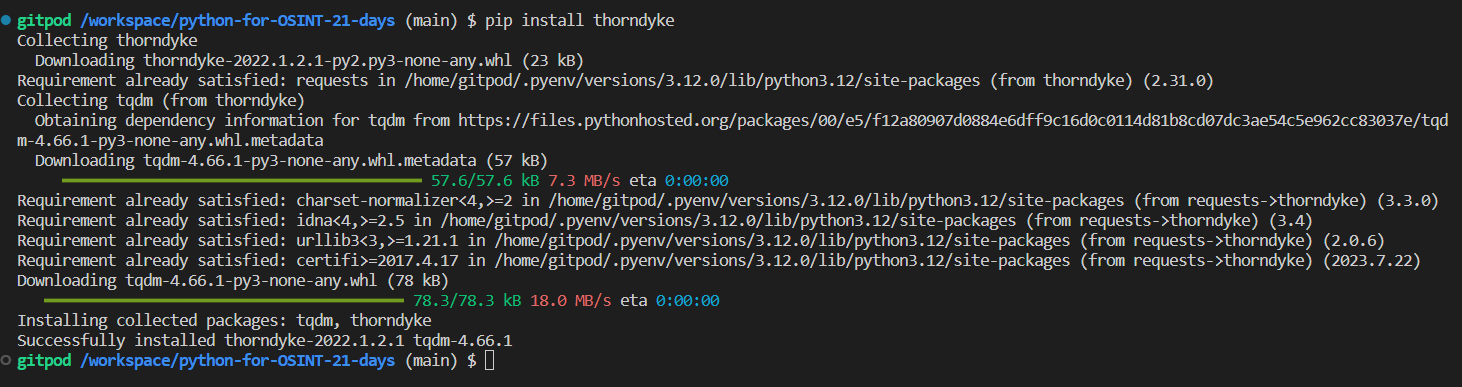 gitpod /workspace/python-for-OSINT-21-days (main) $ pip install thorndyke
Collecting thorndyke
  Downloading thorndyke-2022.1.2.1-py2.py3-none-any.whl (23 kB)
Requirement already satisfied: requests in /home/gitpod/.pyenv/versions/3.12.0/lib/python3.12/site-packages (from thorndyke) (2.31.0)
Collecting tqdm (from thorndyke)
  Obtaining dependency information for tqdm from https://files.pythonhosted.org/packages/00/e5/f12a80907d0884e6dff9c16d0c0114d81b8cd07dc3ae54c5e962cc83037e/tqd
m-4.66.1-py3-none-any.whl.metadata
  Downloading tqdm-4.66.1-py3-none-any.whl.metadata (57 kB)
57.6/57.6 kB 7.3 MB/s eta 0:00:00
Requirement already satisfied: charset-normalizer<4,>=2 in /home/gitpod/.pyenv/versions/3.12.0/lib/python3.12/site-packages (from requests->thorndyke) (3.3.0)
Requirement already satisfied: idna<4,>=2.5 in /home/gitpod/.pyenv/versions/3.12.0/lib/python3.12/site-packages (from requests->thorndyke) (3.4)
Requirement already satisfied: urllib3<3,>=1.21.1 in /home/gitpod/.pyenv/versions/3.12.0/lib/python3.12/site-packages (from requests->thorndyke) (2.0.6)
Requirement already satisfied: certifi>=2017.4.17 in /home/gitpod/.pyenv/versions/3.12.0/lib/python3.12/site-packages (from requests->thorndyke) (2023.7.22)
Downloading tqdm-4.66.1-py3-none-any.whl (78 kB)
78.3/78.3 kB 18.0 MB/s eta 0:00:00
Installing collected packages: tqdm, thorndyke
Successfully installed thorndyke-2022.1.2.1 tqdm-4.66.1
gitpod /workspace/python-for-OSINT-21-days (main) $